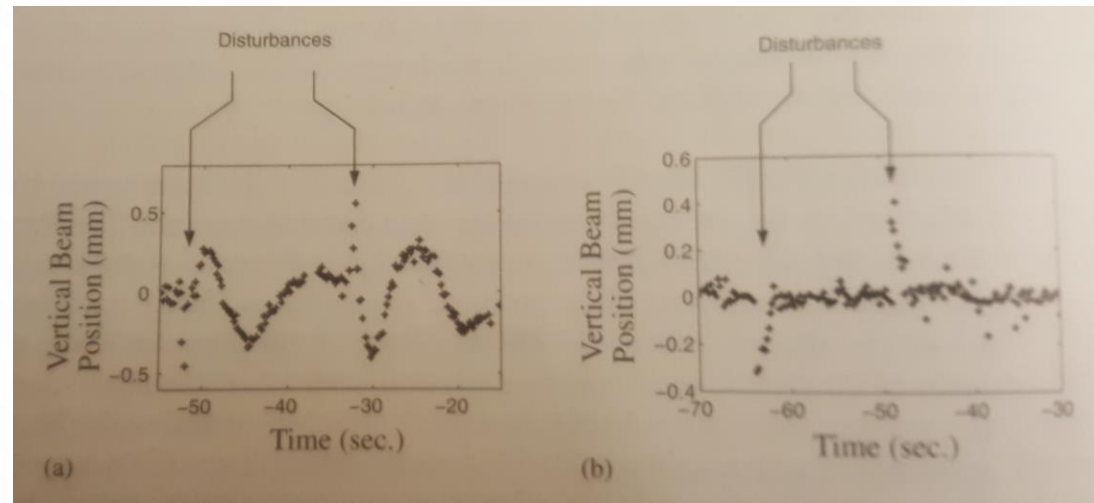 Disturbances
Vertical Beam
Position (mm)
0.5
0
−0.5
−50
−40
−30
−20
Time (sec.)
(a)
Disturbances
Vertical Beam
Position (mm)
0.6
0.4
0.2
0
−0.2
−0.4
−70
−60
−50
−40
−30
Time (sec.)
(b)